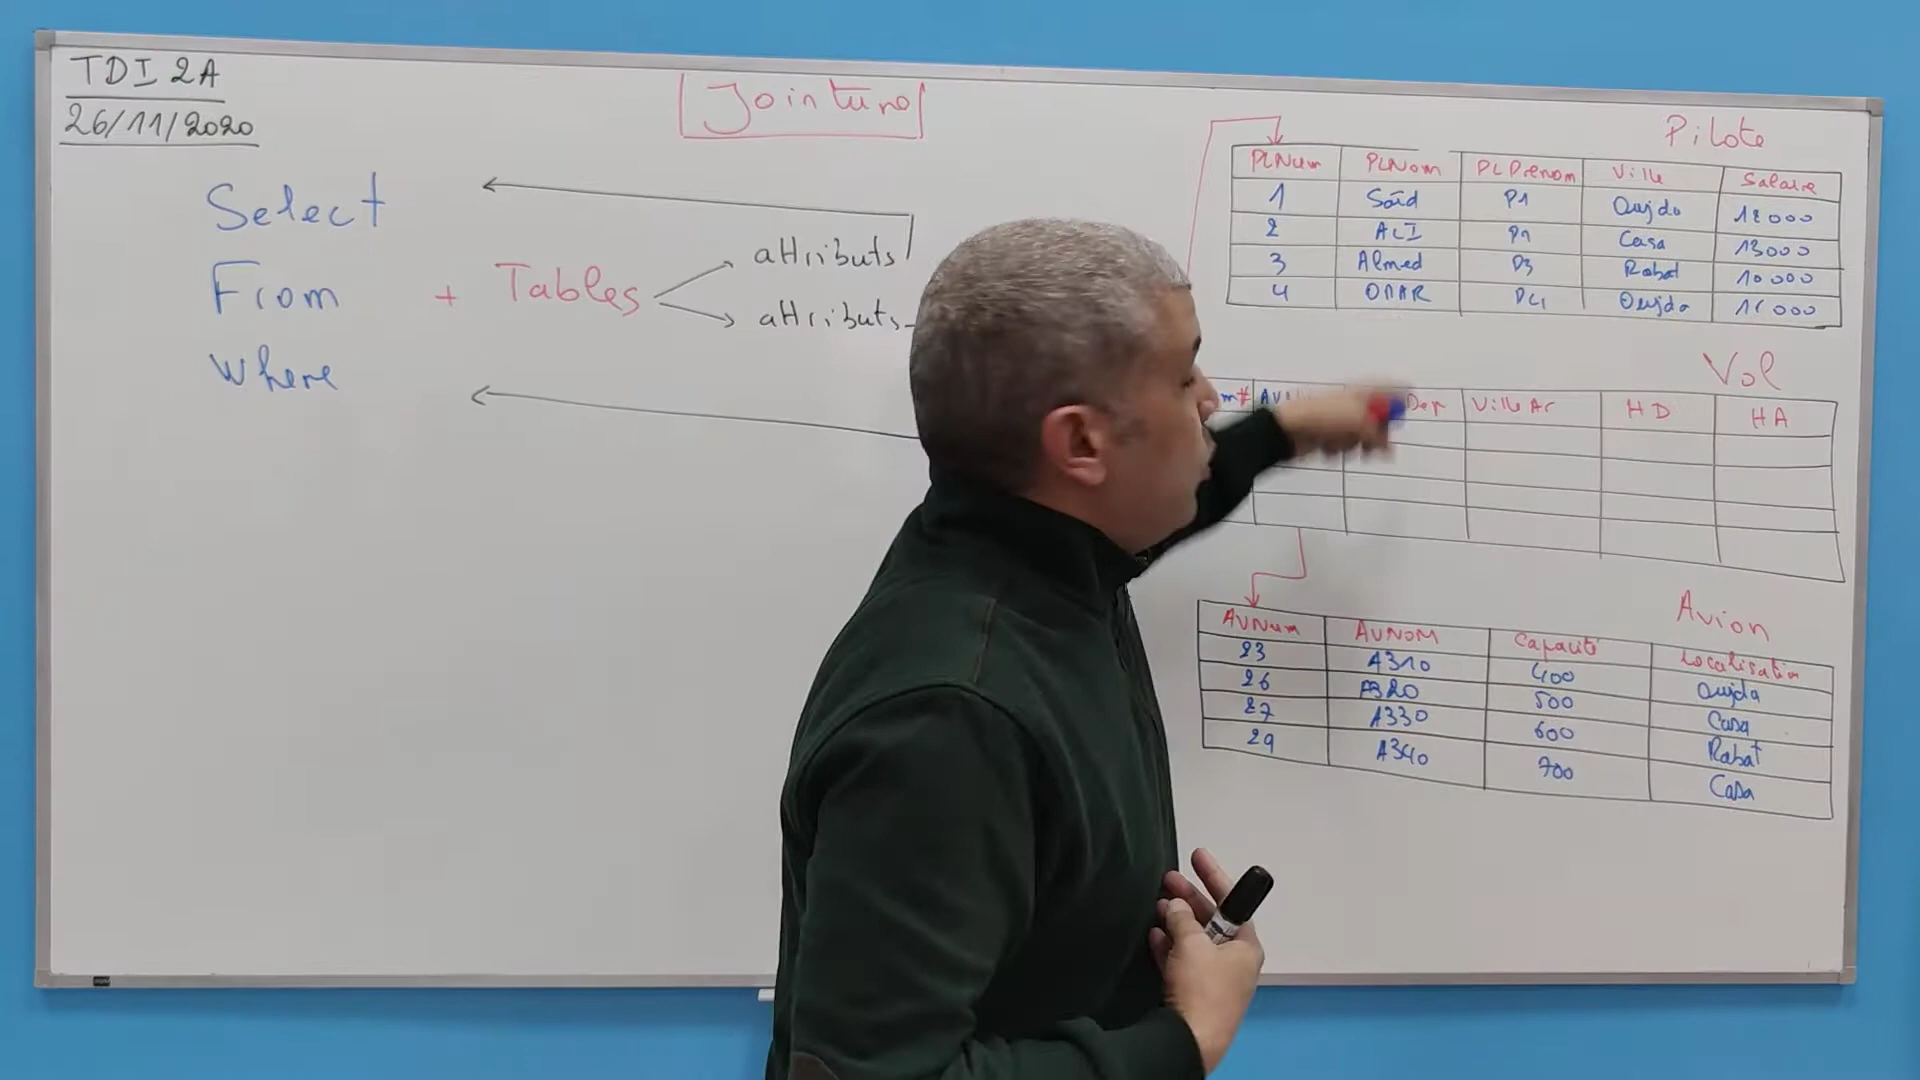 TDI 2A
26/11/2020
Jointure
Select
From + Tables
attributs
attributs
Where
Pilote
PLNum PLNom PLPrenom Ville Salaire
1 Said P1 Oujda 12000
2 ALI P2 Casa 13000
3 Ahmed P3 Rabat 10000
4 OMAR P4 Oujda 11000
Vol
m# Dep VilleAr HD HA
Avion
AVNum AVNOM Capacité Localisation
23 A310 400 Oujda
26 A320 500 Casa
27 A330 600 Rabat
29 A340 700 Casa